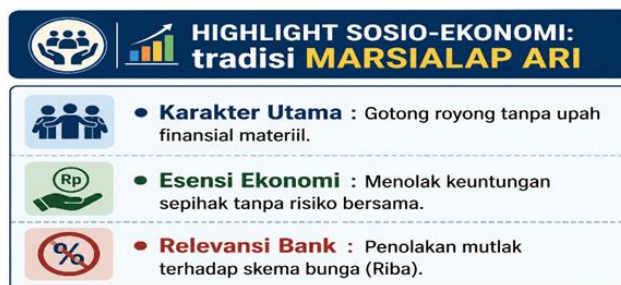 HIGHLIGHT SOSIO-EKONOMI:
tradisi MARSIALAP ARI
• Karakter Utama : Gotong royong tanpa upah
finansial materiil.
Rp
• Esensi Ekonomi : Menolak keuntungan
sepihak tanpa risiko bersama.
%
• Relevansi Bank : Penolakan mutlak
terhadap skema bunga (Riba).